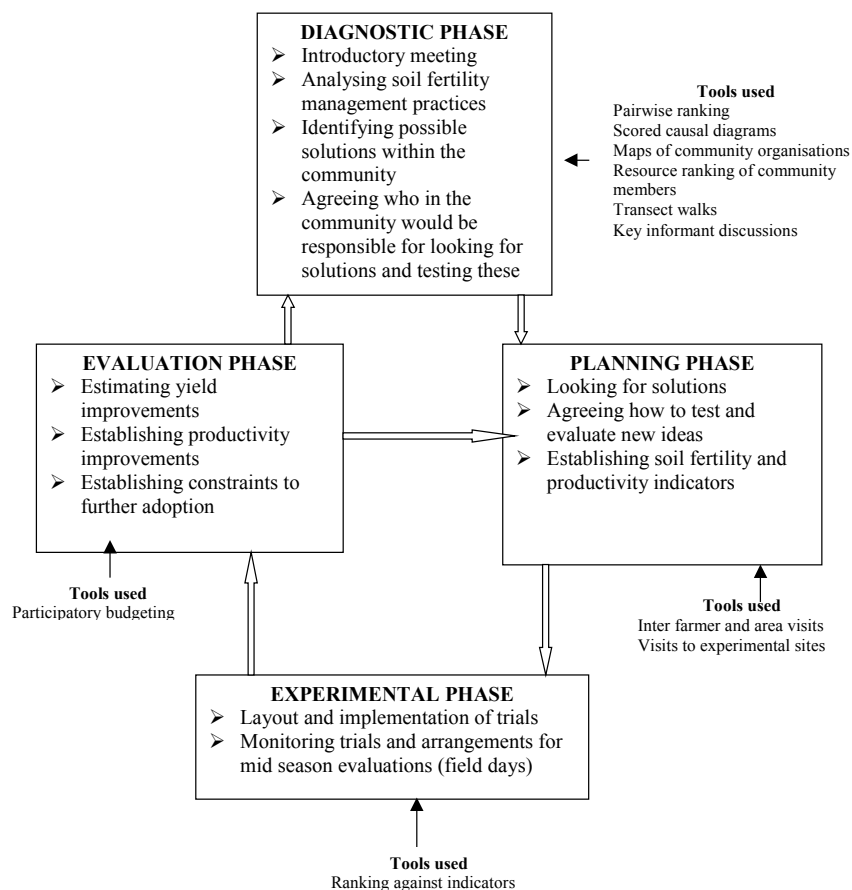 DIAGNOSTIC PHASE
➢ Introductory meeting
➢ Analysing soil fertility
management practices
➢ Identifying possible
solutions within the
community
➢ Agreeing who in the
community would be
responsible for looking for
solutions and testing these
Tools used
Pairwise ranking
Scored causal diagrams
Maps of community organisations
Resource ranking of community
members
Transect walks
Key informant discussions
EVALUATION PHASE
➢ Estimating yield
improvements
➢ Establishing productivity
improvements
➢ Establishing constraints to
further adoption
Tools used
Participatory budgeting
PLANNING PHASE
➢ Looking for solutions
➢ Agreeing how to test and
evaluate new ideas
➢ Establishing soil fertility and
productivity indicators
Tools used
Inter farmer and area visits
Visits to experimental sites
EXPERIMENTAL PHASE
➢ Layout and implementation of trials
➢ Monitoring trials and arrangements for
mid season evaluations (field days)
Tools used
Ranking against indicators